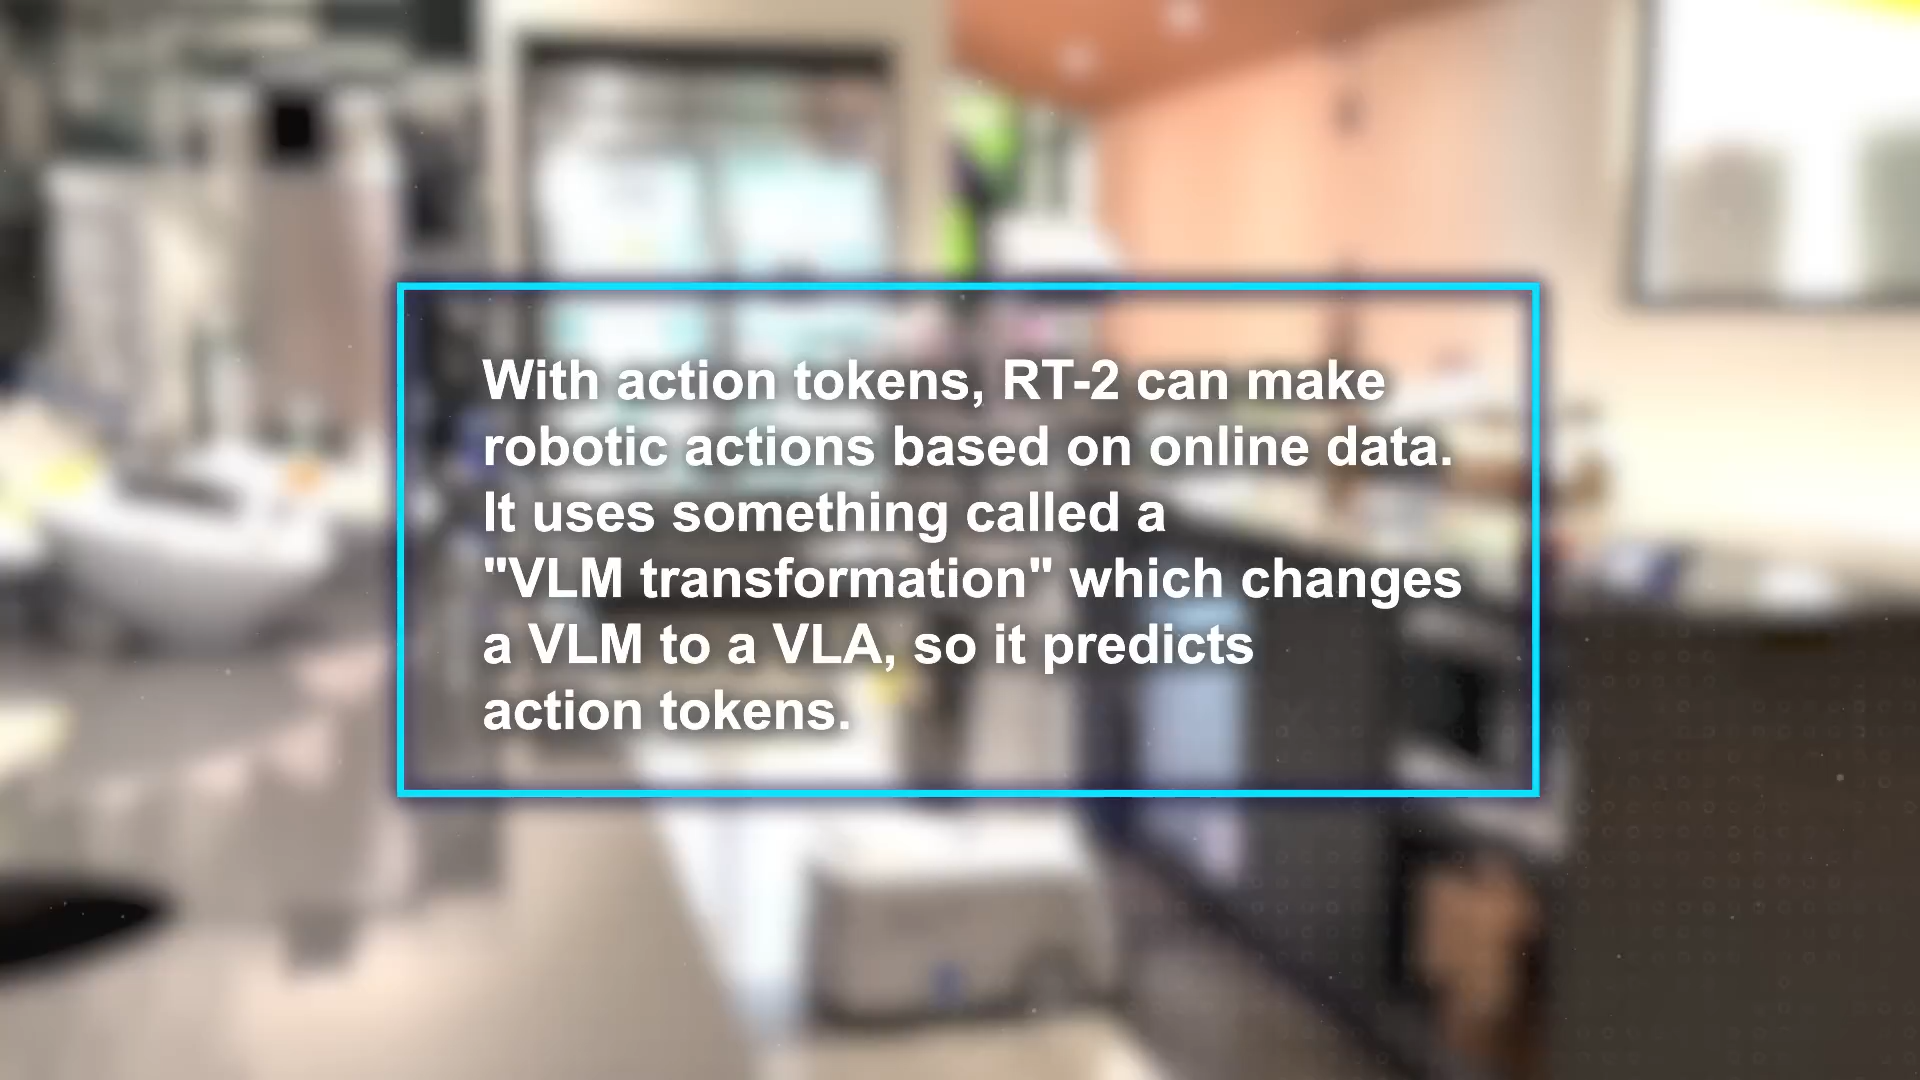 With action tokens, RT-2 can make
robotic actions based on online data.
It uses something called a
"VLM transformation" which changes
a VLM to a VLA, so it predicts
action tokens.